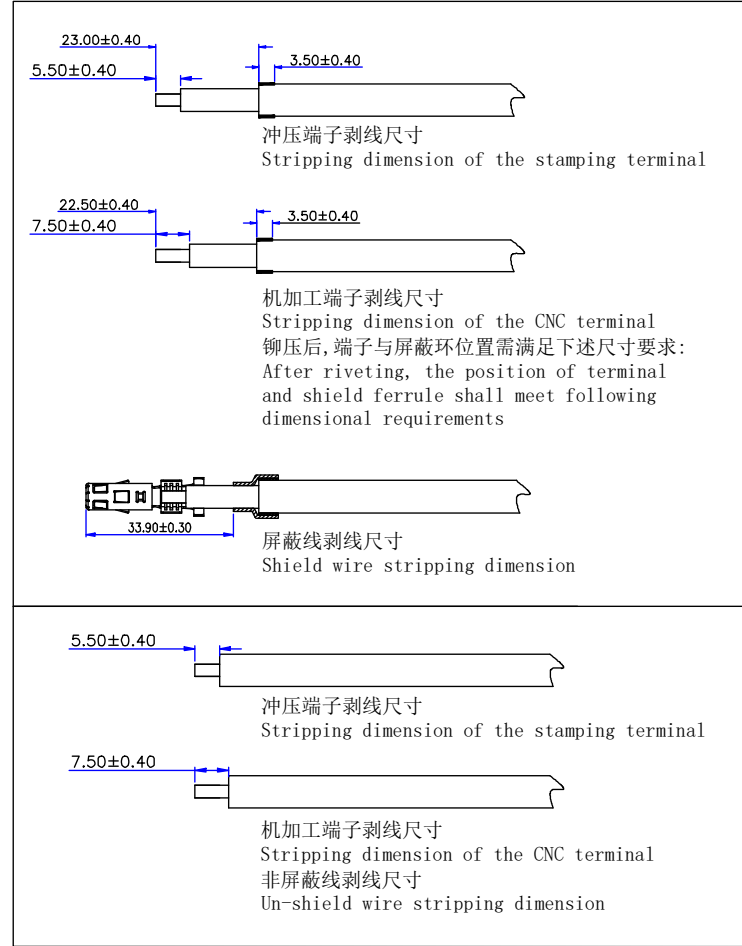 23.00±0.40
5.50±0.40
3.50±0.40
冲压端子剥线尺寸
Stripping dimension of the stamping terminal
22.50±0.40
7.50±0.40
3.50±0.40
机加工端子剥线尺寸
Stripping dimension of the CNC terminal
铆压后,端子与屏蔽环位置需满足下述尺寸要求:
After riveting, the position of terminal
and shield ferrule shall meet following
dimensional requirements
33.90±0.30
屏蔽线剥线尺寸
Shield wire stripping dimension
5.50±0.40
冲压端子剥线尺寸
Stripping dimension of the stamping terminal
7.50±0.40
机加工端子剥线尺寸
Stripping dimension of the CNC terminal
非屏蔽线剥线尺寸
Un-shield wire stripping dimension